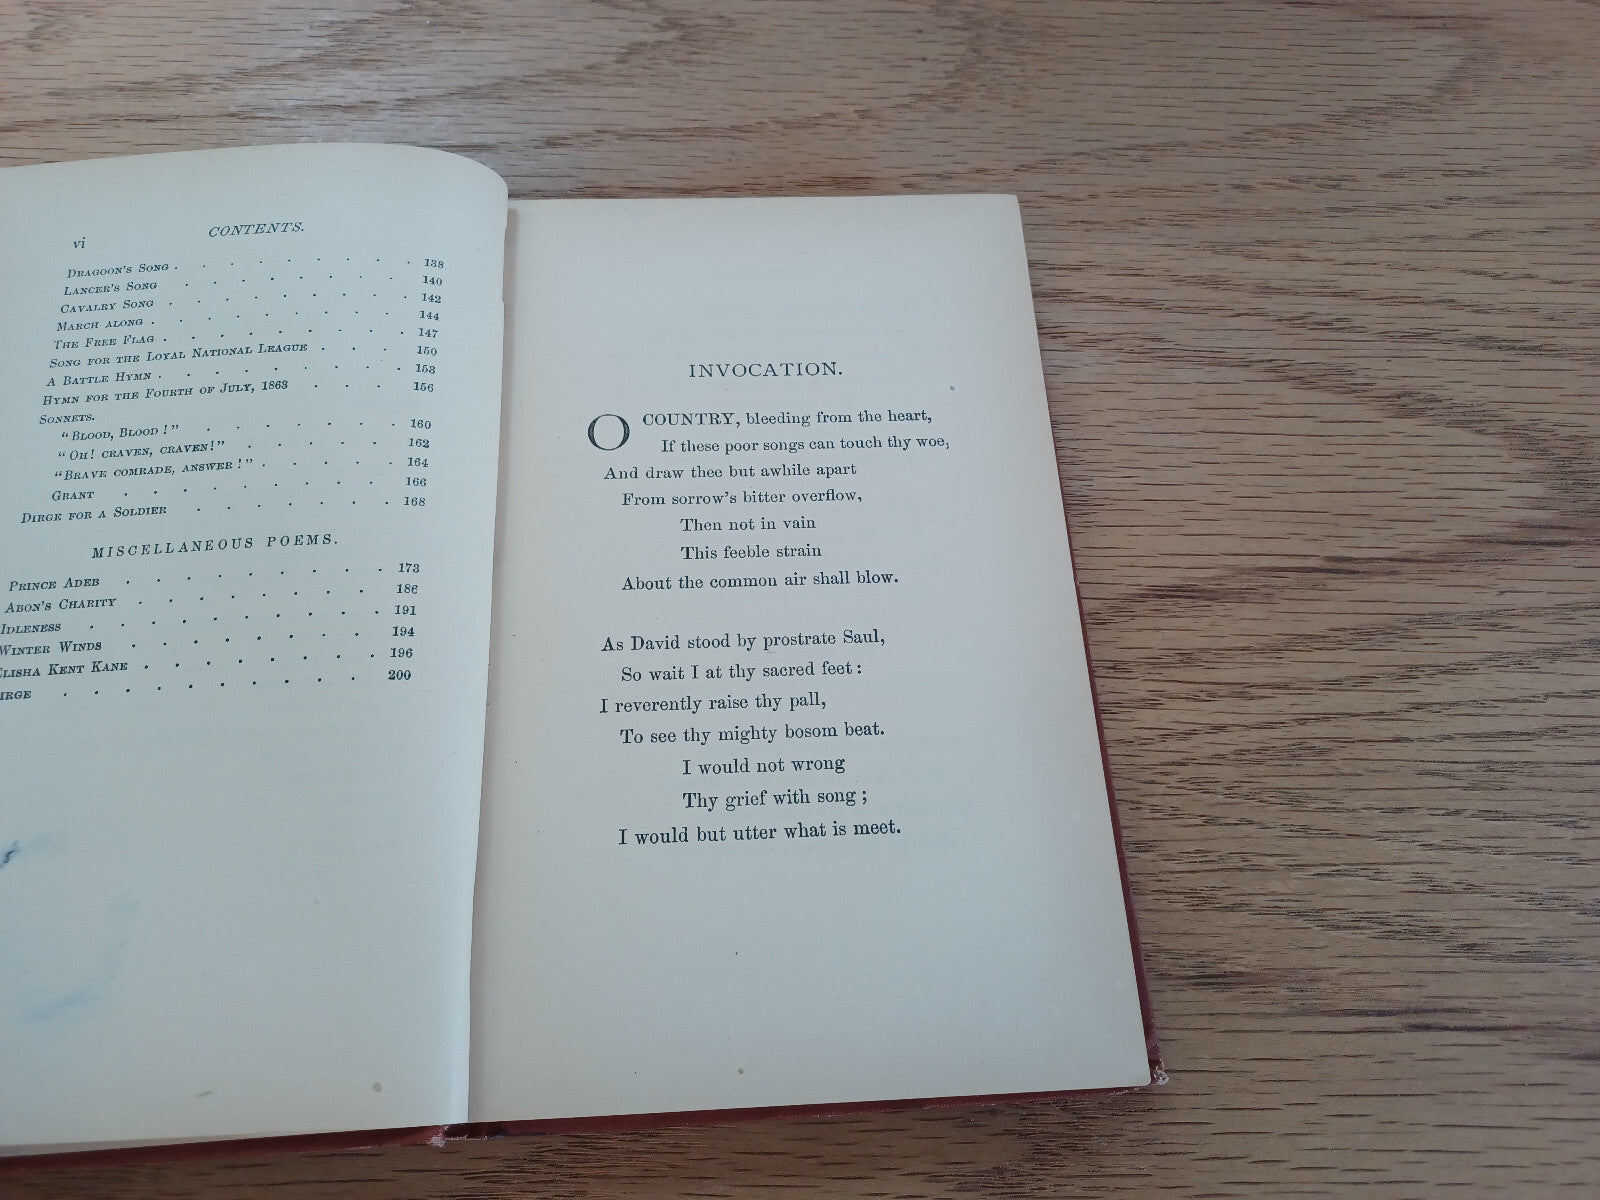 vi
CONTENTS.
DRAGOON'S SONG . . . . . . . . 138
LANCER'S SONG . . . . . . . 140
CAVALRY SONG . . . . . . . . 142
MARCH ALONG . . . . . . . . 144
THE FREE FLAG . . . . . . . . 147
SONG FOR THE LOYAL NATIONAL LEAGUE . . . 150
A BATTLE HYMN . . . . . . . . 153
HYMN FOR THE FOURTH OF JULY, 1863 . . . 156
SONNETS.
"BLOOD, BLOOD!" . . . . . . . 160
"OH! CRAVEN, CRAVEN!" . . . . . . 162
"BRAVE COMRADE, ANSWER!" . . . . . 164
GRANT . . . . . . . . 166
DIRGE FOR A SOLDIER . . . . . . 168
MISCELLANEOUS POEMS.
PRINCE ADEB . . . . . . . . 173
ABON'S CHARITY . . . . . . . 186
IDLENESS . . . . . . . . 191
WINTER WINDS . . . . . . . 194
ELISHA KENT KANE . . . . . . . 196
IRGE . . . . . . . . . 200
INVOCATION.
O COUNTRY, bleeding from the heart,
If these poor songs can touch thy woe,
And draw thee but awhile apart
From sorrow's bitter overflow,
Then not in vain
This feeble strain
About the common air shall blow.
As David stood by prostrate Saul,
So wait I at thy sacred feet:
I reverently raise thy pall,
To see thy mighty bosom beat.
I would not wrong
Thy grief with song;
I would but utter what is meet.